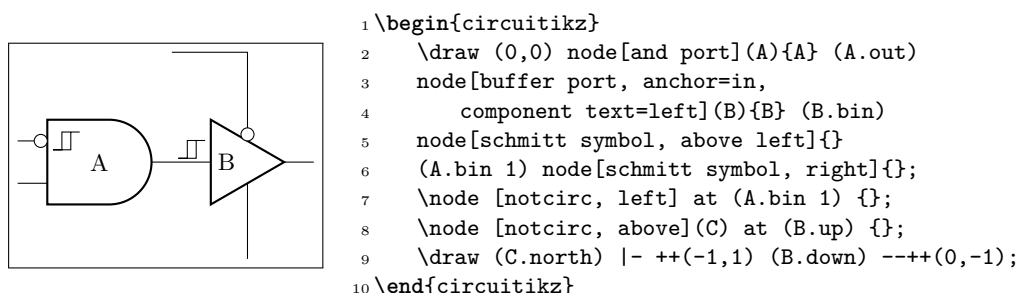 A
B
1 \begin{circuitikz}
2 \draw (0,0) node[and port](A){A} (A.out)
3 node[buffer port, anchor=in,
4 component text=left](B){B} (B.bin)
5 node[schmitt symbol, above left]{}
6 (A.bin 1) node[schmitt symbol, right]{};
7 \node [notcirc, left] at (A.bin 1) {};
8 \node [notcirc, above](C) at (B.up) {};
9 \draw (C.north) |- ++(-1,1) (B.down) --++(0,-1);
10 \end{circuitikz}